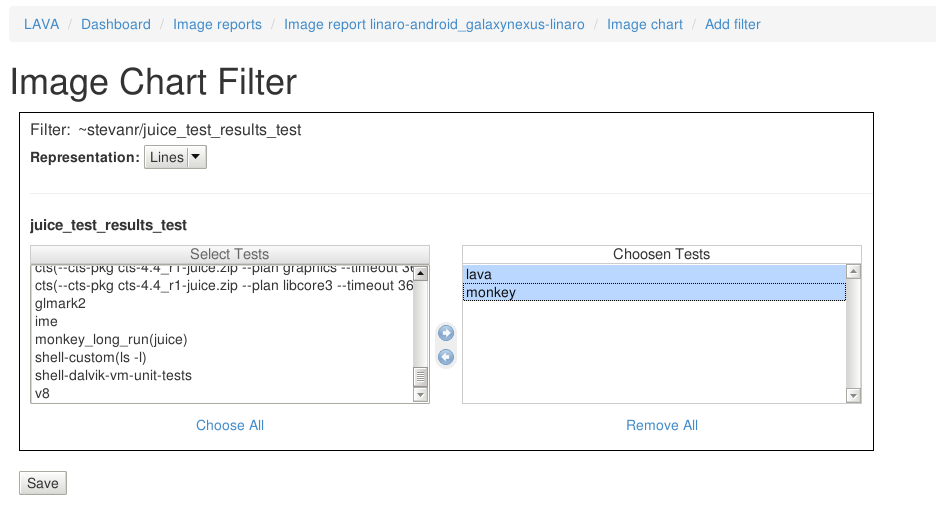 LAVA / Dashboard / Image reports / Image report linaro-android_galaxynexus-linaro / Image chart / Add filter
Image Chart Filter
Filter: ~stevanr/juice_test_results_test
Representation: Lines
juice_test_results_test
Select Tests
cts(--cts-pkg cts-4.4_r1-juice.zip --plan graphics --timeout 36
cts(--cts-pkg cts-4.4_r1-juice.zip --plan libcore3 --timeout 36
glmark2
ime
monkey_long_run(juice)
shell-custom(ls -l)
shell-dalvik-vm-unit-tests
v8
Choose All
Choosen Tests
lava
monkey
Remove All
Save